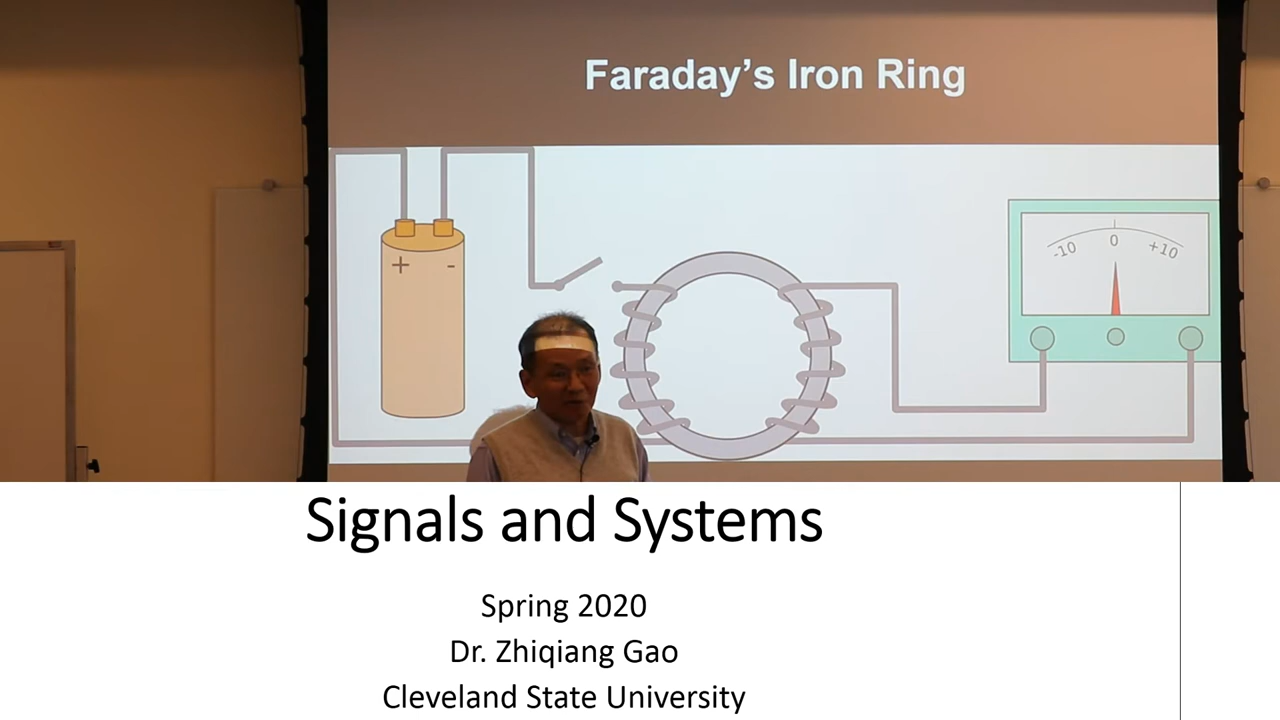 Faraday's Iron Ring
+ -
-10 0 +10
Signals and Systems
Spring 2020
Dr. Zhiqiang Gao
Cleveland State University